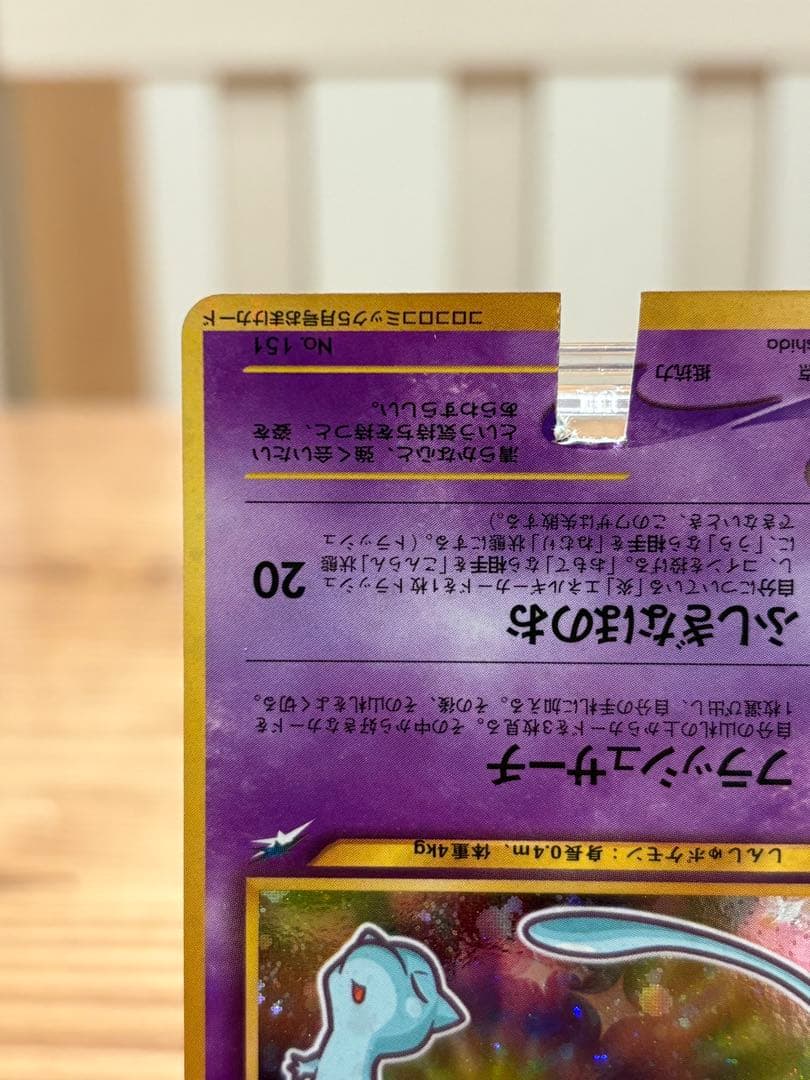 しんじゅポケモン：身長0.4m、体重4kg
フラッシュサーチ
自分の山札の上からカードを3枚見る。その中から好きなカードを
1枚選び出し、自分の手札に加える。その後、その山札をよく切る。
ふしぎなほのお 20
自分についている「炎」エネルギーカードを1枚トラッシュ
し、コインを投げる。「おもて」なら相手を「こんらん」状態
に、「うら」なら相手を「ねむり」状態にする。（トラッシュ
できないとき、このワザは失敗する。）
抵抗力
清らかな心と、強く会いたい
という気持ちを持つと、姿を
あらわすらしい。
No. 151
コロコロコミック5月号おまけカード